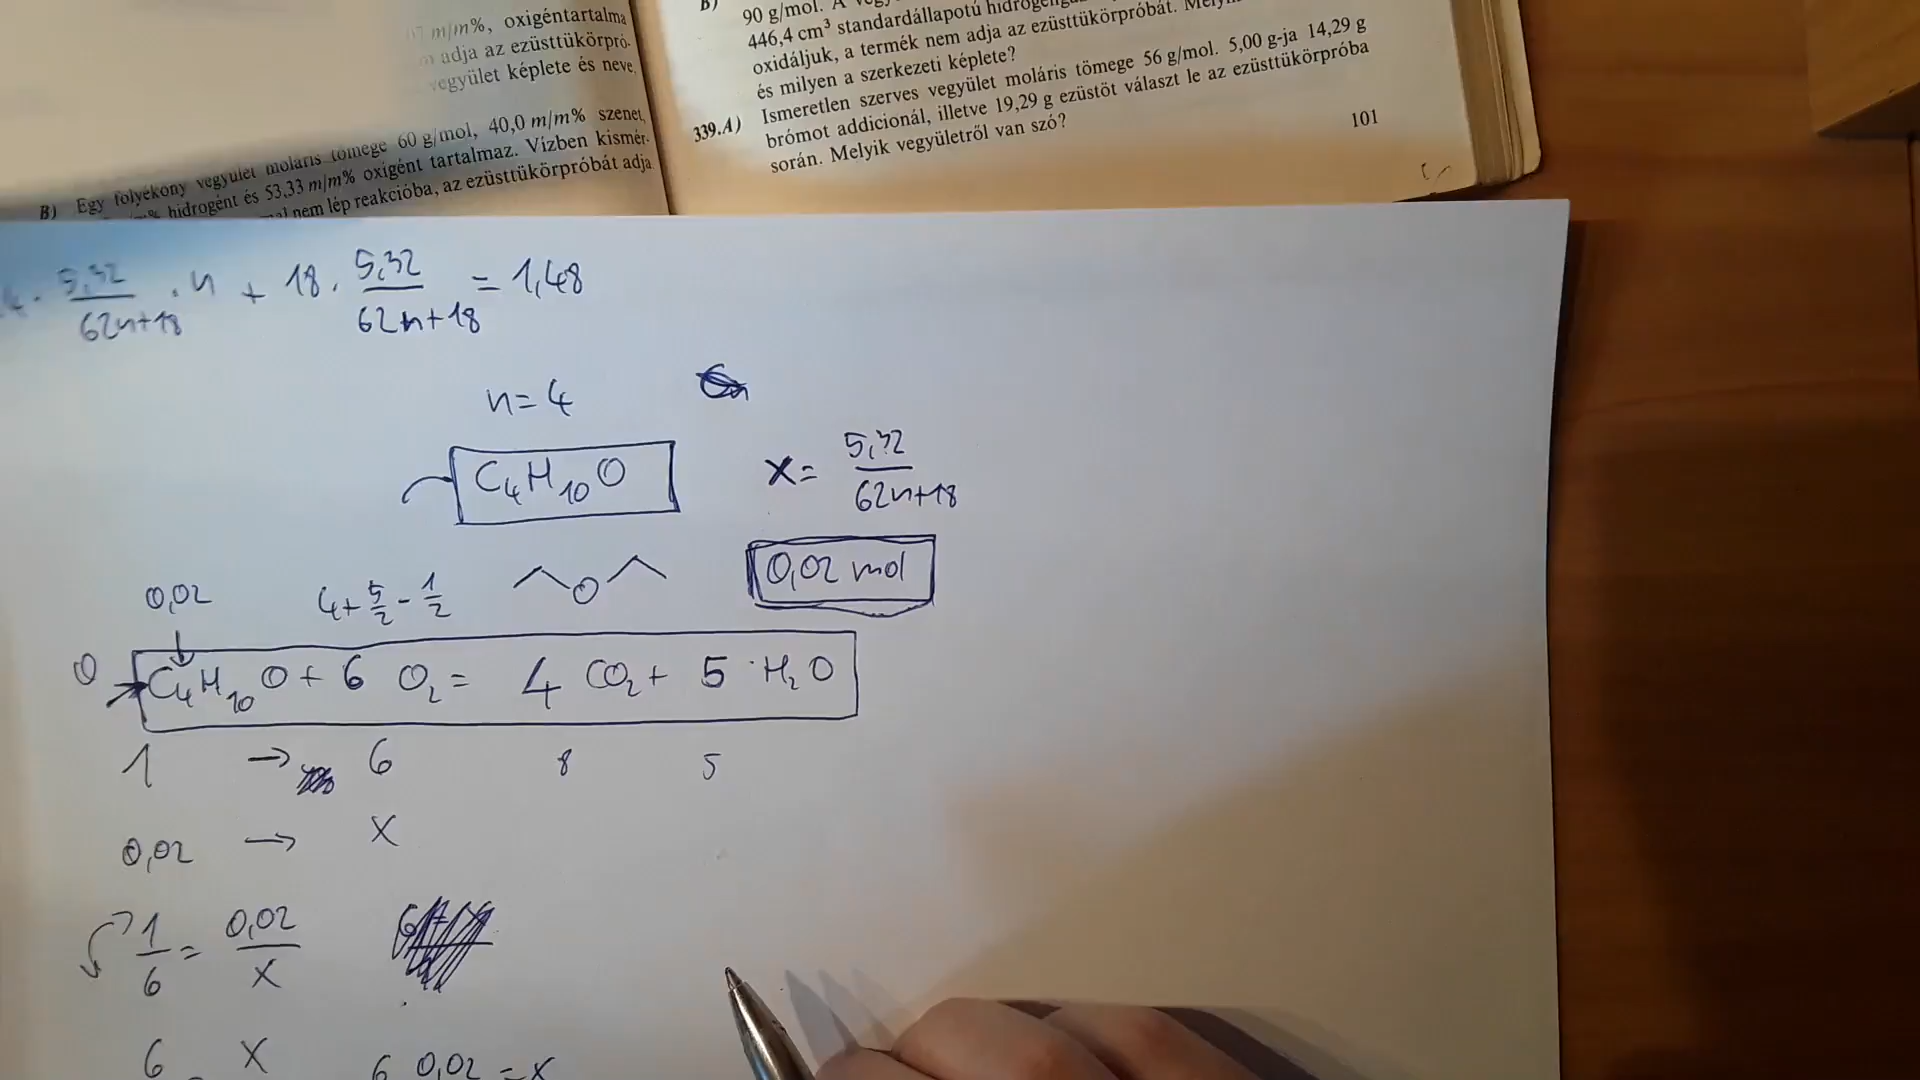 m/m%, oxigéntartalma
adja az ezüsttükörpró-
vegyület képlete és neve,
B) Egy folyékony vegyület moláris tömege 60 g/mol, 40,0 m/m% szenet,
hidrogént és 53,33 m/m% oxigént tartalmaz. Vízben kismér-
nem lép reakcióba, az ezüsttükörpróbát adja.
B)
90 g/mol. A
446,4 cm³ standardállapotú
oxidáljuk, a termék nem adja az ezüsttükörpróbát.
és milyen a szerkezeti képlete?
339.A) Ismeretlen szerves vegyület moláris tömege 56 g/mol. 5,00 g-ja 14,29 g
brómot addicionál, illetve 19,29 g ezüstöt választ le az ezüsttükörpróba
során. Melyik vegyületről van szó?
101
· 5,32/62n+18 · n + 18 · 5,32/62n+18 = 1,48
n = 4
C₄H₁₀O
x = 5,32/62n+18
0,02 mol
0,02
4 + 5/2 - 1/2
O
C₄H₁₀O + 6 O₂ = 4 CO₂ + 5 · H₂O
1 → 6 8 5
0,02 → x
1/6 = 0,02/x
6 x
6 0,02 = x